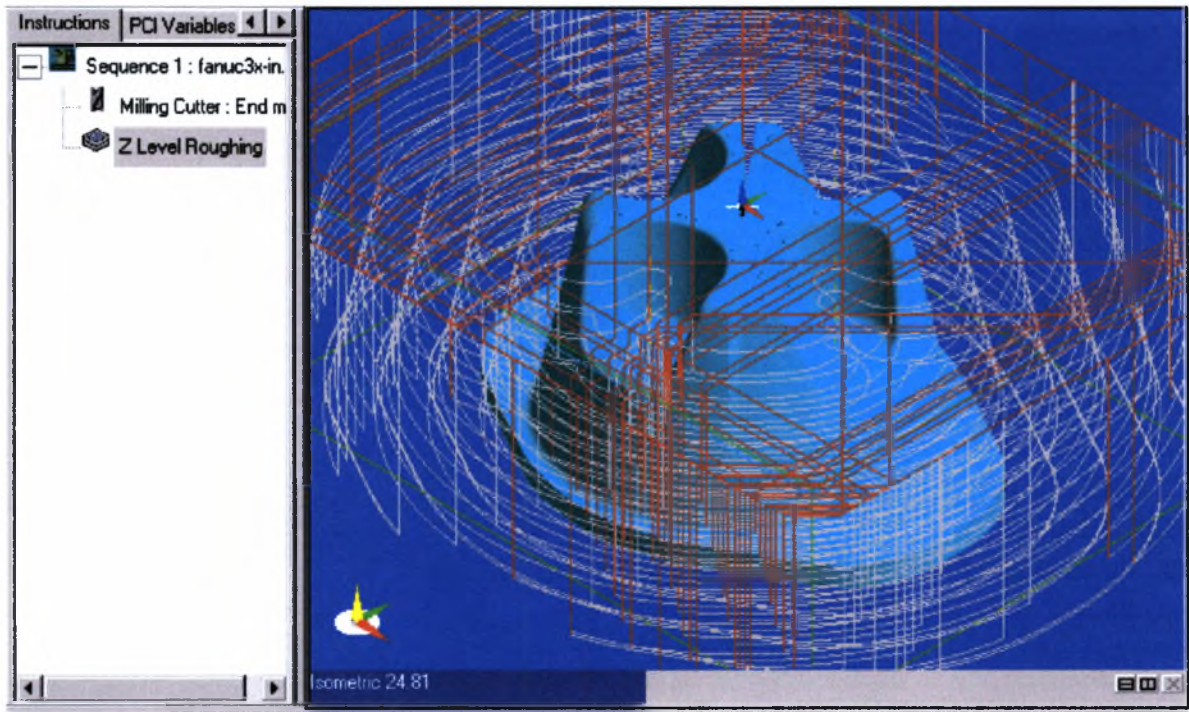 Instructions PCI Variables
Sequence 1 : fanuc3x-in.
Milling Cutter : End m
Z Level Roughing
Isometric 24.81